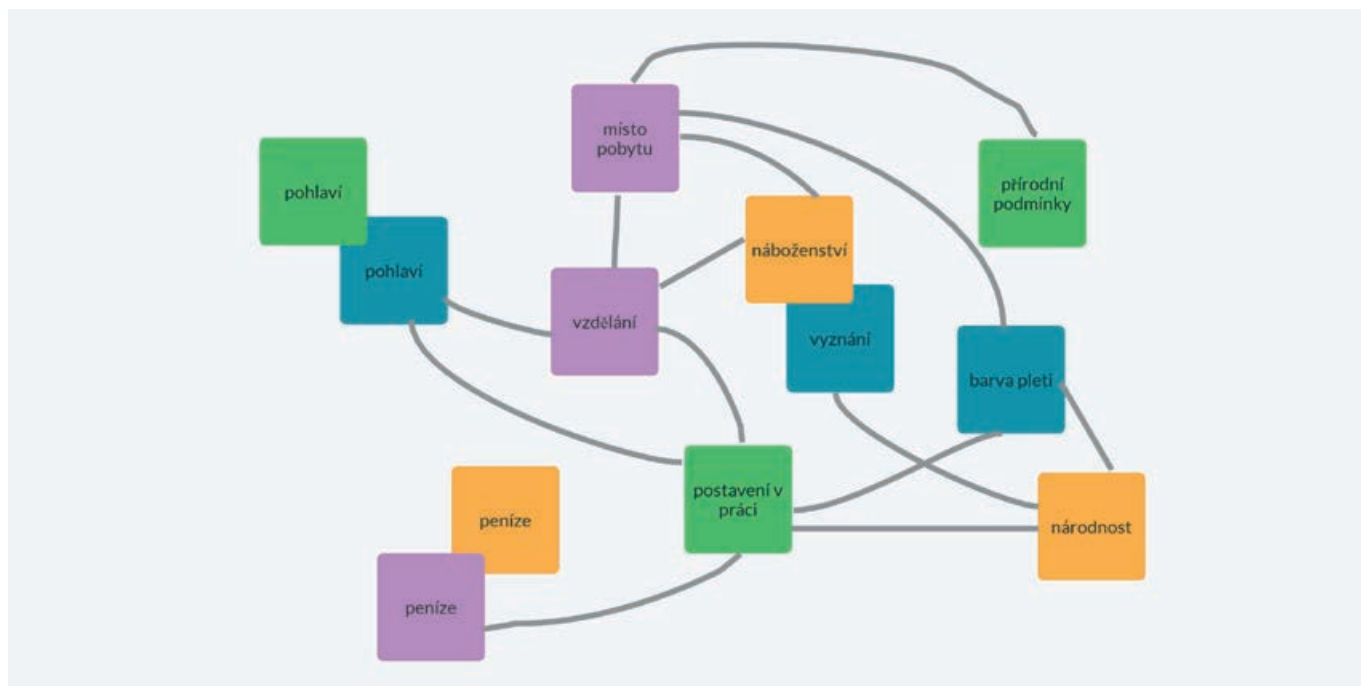 místo
pobytu
pohlaví
přírodní
podmínky
náboženství
pohlaví
vzdělání
vyznání
barva pleti
postavení v
práci
peníze
národnost
peníze